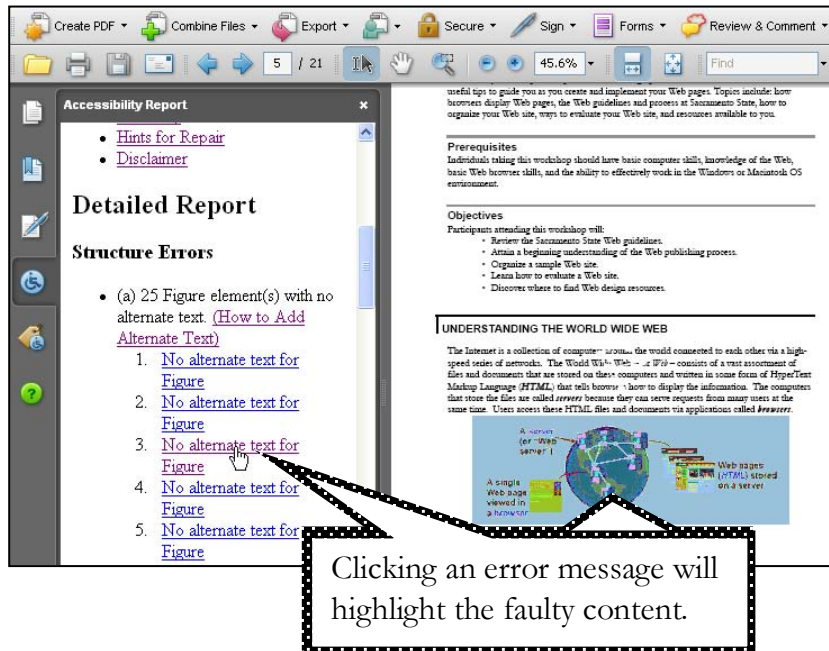 Create PDF Combine Files Export Secure Sign Forms Review & Comment
5 / 21 45.6% Find
Accessibility Report ×
• Hints for Repair
• Disclaimer
Detailed Report
Structure Errors
• (a) 25 Figure element(s) with no
alternate text. (How to Add
Alternate Text)
1. No alternate text for
Figure
2. No alternate text for
Figure
3. No alternate text for
Figure
4. No alternate text for
Figure
5. No alternate text for
Figure
useful tips to guide you as you create and implement your Web pages. Topics include: how
browsers display Web pages, the Web guidelines and process at Sacramento State, how to
organize your Web site, ways to evaluate your Web site, and resources available to you.
Prerequisites
Individuals taking this workshop should have basic computer skills, knowledge of the Web,
basic Web browser skills, and the ability to effectively work in the Windows or Macintosh OS
environment.
Objectives
Participants attending this workshop will:
• Review the Sacramento State Web guidelines.
• Attain a beginning understanding of the Web publishing process.
• Organize a sample Web site.
• Learn how to evaluate a Web site.
• Discover where to find Web design resources.
UNDERSTANDING THE WORLD WIDE WEB
The Internet is a collection of computers around the world connected to each other via a high-
speed series of networks. The World Wide Web – or Web – consists of a vast assortment of
files and documents that are stored on these computers and written in some form of HyperText
Markup Language (HTML) that tells browsers how to display the information. The computers
that store the files are called servers because they can serve requests from many users at the
same time. Users access these HTML files and documents via applications called browsers.
A server
(or "Web
server")
A single
Web page
viewed in
a browser
Web pages
(HTML) stored
on a server
Clicking an error message will
highlight the faulty content.